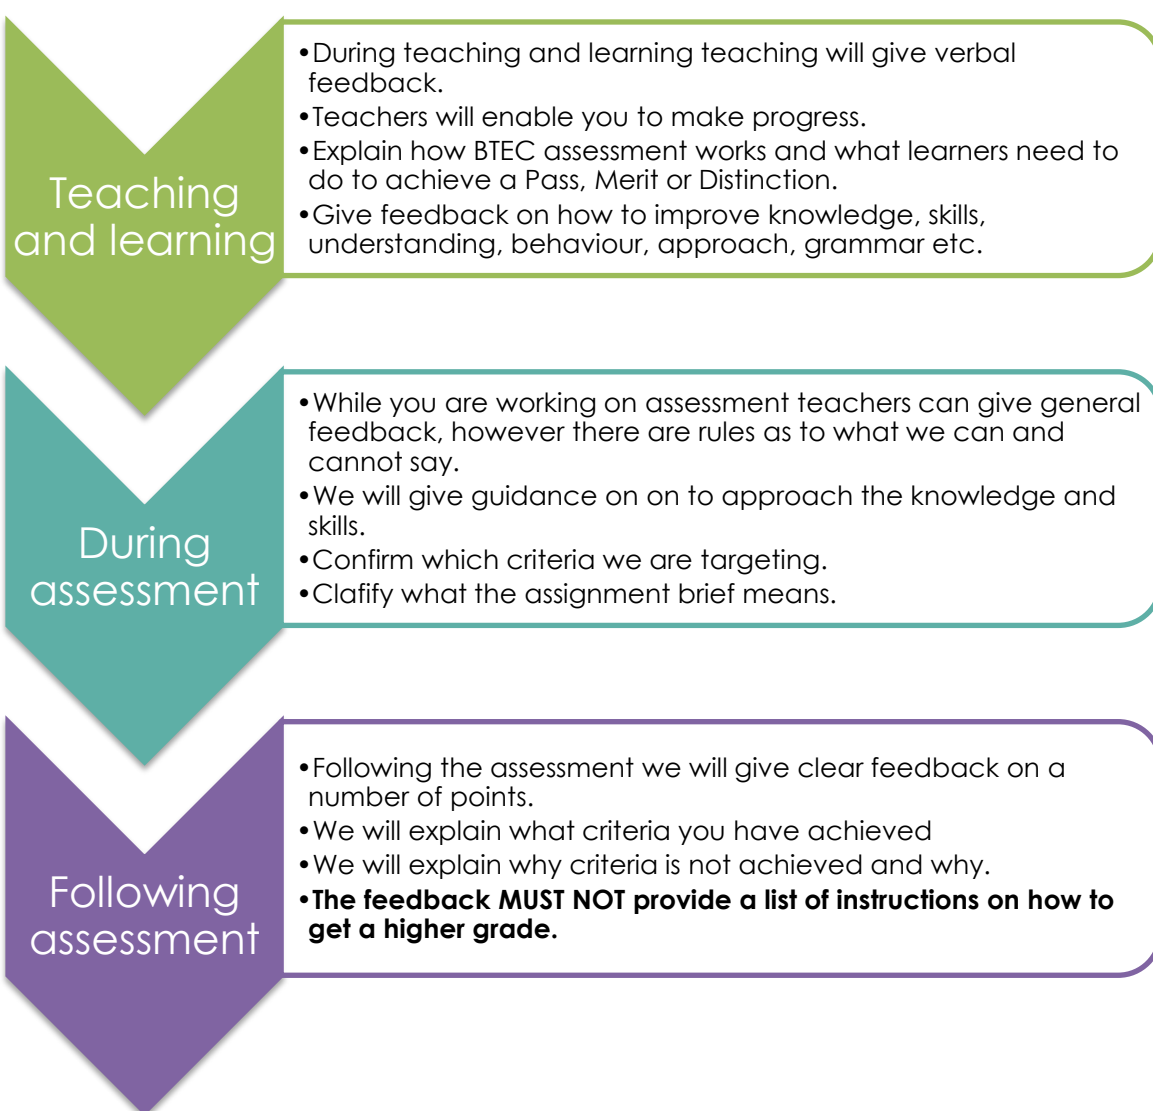 Teaching
and learning
•During teaching and learning teaching will give verbal
feedback.
•Teachers will enable you to make progress.
•Explain how BTEC assessment works and what learners need to
do to achieve a Pass, Merit or Distinction.
•Give feedback on how to improve knowledge, skills,
understanding, behaviour, approach, grammar etc.
During
assessment
•While you are working on assessment teachers can give general
feedback, however there are rules as to what we can and
cannot say.
•We will give guidance on on to approach the knowledge and
skills.
•Confirm which criteria we are targeting.
•Clafify what the assignment brief means.
Following
assessment
•Following the assessment we will give clear feedback on a
number of points.
•We will explain what criteria you have achieved
•We will explain why criteria is not achieved and why.
•The feedback MUST NOT provide a list of instructions on how to
get a higher grade.